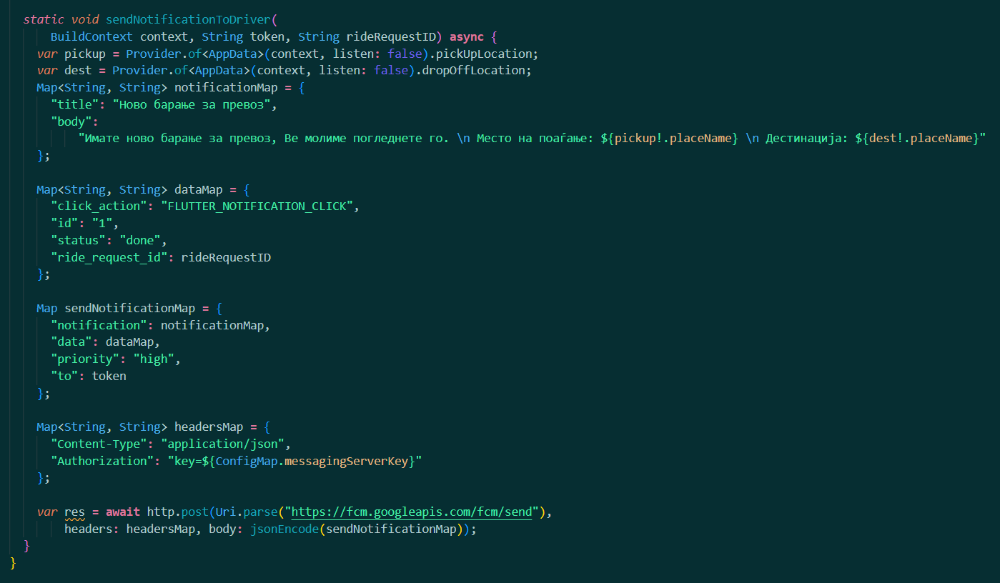 static void sendNotificationToDriver(
BuildContext context, String token, String rideRequestID) async {
var pickup = Provider.of<AppData>(context, listen: false).pickUpLocation;
var dest = Provider.of<AppData>(context, listen: false).dropOffLocation;
Map<String, String> notificationMap = {
"title": "Ново барање за превоз",
"body":
"Имате ново барање за превоз, Ве молиме погледнете го. \n Место на поаѓање: ${pickup!.placeName} \n Дестинација: ${dest!.placeName}"
};
Map<String, String> dataMap = {
"click_action": "FLUTTER_NOTIFICATION_CLICK",
"id": "1",
"status": "done",
"ride_request_id": rideRequestID
};
Map sendNotificationMap = {
"notification": notificationMap,
"data": dataMap,
"priority": "high",
"to": token
};
Map<String, String> headersMap = {
"Content-Type": "application/json",
"Authorization": "key=${ConfigMap.messagingServerKey}"
};
var res = await http.post(Uri.parse("https://fcm.googleapis.com/fcm/send"),
headers: headersMap, body: jsonEncode(sendNotificationMap));
}
}